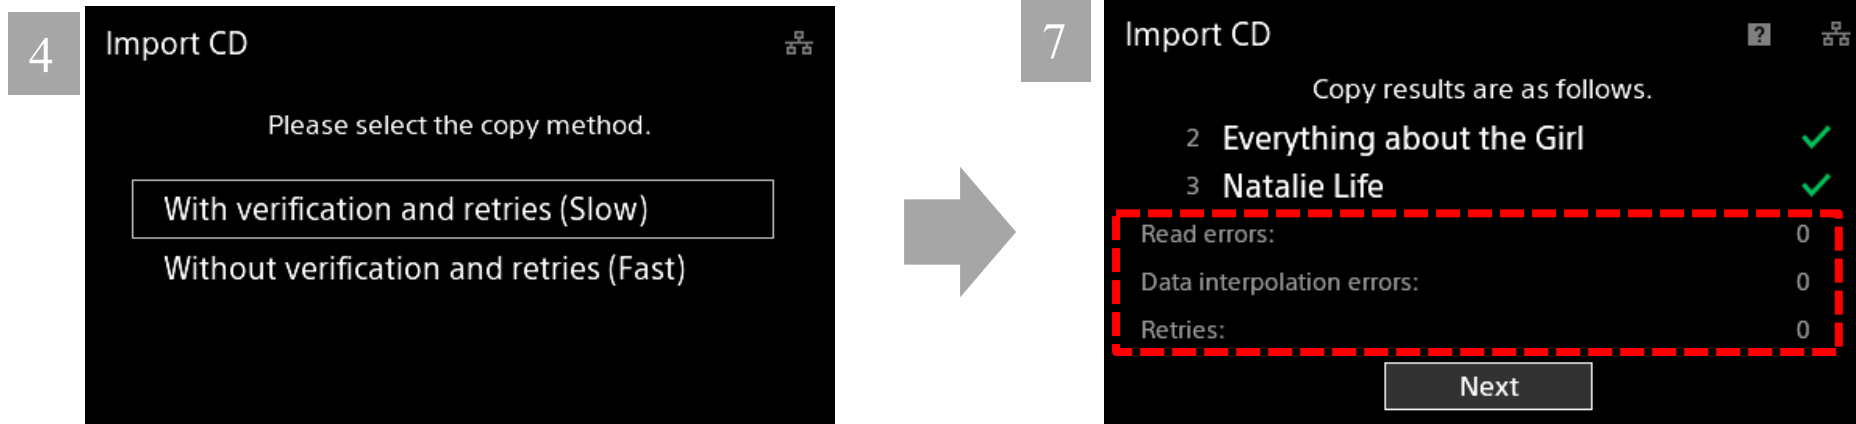 4
Import CD
Please select the copy method.
With verification and retries (Slow)
Without verification and retries (Fast)
7
Import CD
?
Copy results are as follows.
2 Everything about the Girl
3 Natalie Life
Read errors: 0
Data interpolation errors: 0
Retries: 0
Next